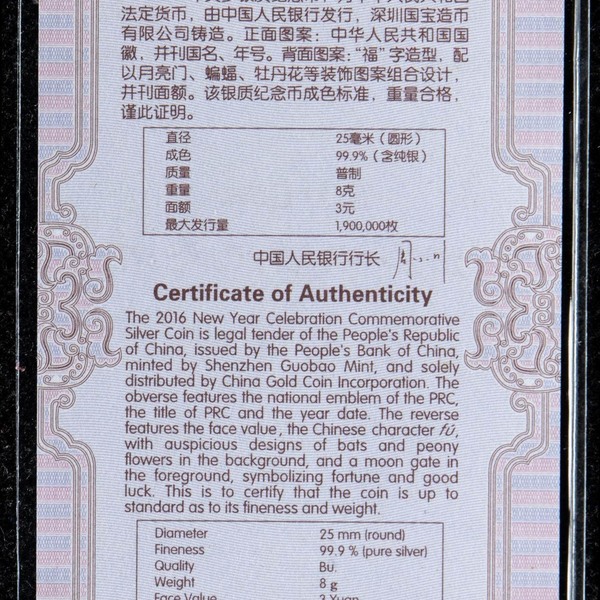 法定货币，由中国人民银行发行，深圳国宝造币
有限公司铸造。正面图案：中华人民共和国国
徽，并刊国名、年号。背面图案：“福”字造型，配
以月亮门、蝙蝠、牡丹花等装饰图案组合设计，
并刊面额。该银质纪念币成色标准，重量合格，
谨此证明。
直径 25毫米（圆形）
成色 99.9%（含纯银）
质量 普制
重量 8克
面额 3元
最大发行量 1,900,000枚
中国人民银行行长
Certificate of Authenticity
The 2016 New Year Celebration Commemorative
Silver Coin is legal tender of the People's Republic
of China, issued by the People's Bank of China,
minted by Shenzhen Guobao Mint, and solely
distributed by China Gold Coin Incorporation. The
obverse features the national emblem of the PRC,
the title of PRC and the year date. The reverse
features the face value, the Chinese character fú,
with auspicious designs of bats and peony
flowers in the background, and a moon gate in
the foreground, symbolizing fortune and good
luck. This is to certify that the coin is up to
standard as to its fineness and weight.
Diameter 25 mm (round)
Fineness 99.9 % (pure silver)
Quality Bu.
Weight 8 g
Face Value 3 Yuan